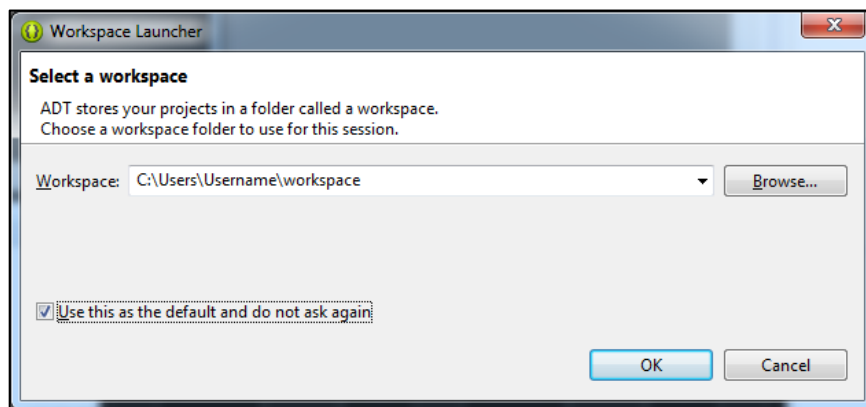 Workspace Launcher
Select a workspace
ADT stores your projects in a folder called a workspace.
Choose a workspace folder to use for this session.
Workspace: C:\Users\Username\workspace Browse...
Use this as the default and do not ask again
OK Cancel